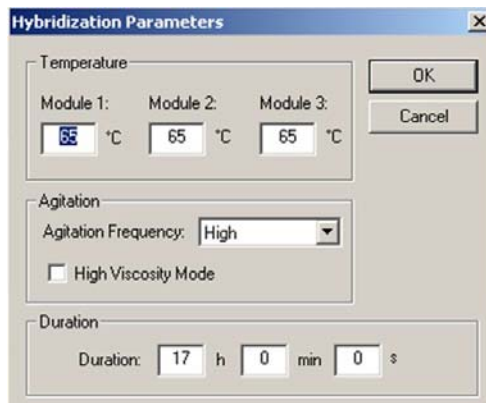 Hybridization Parameters
Temperature
Module 1: Module 2: Module 3:
65 °C 65 °C 65 °C
OK
Cancel
Agitation
Agitation Frequency: High
High Viscosity Mode
Duration
Duration: 17 h 0 min 0 s